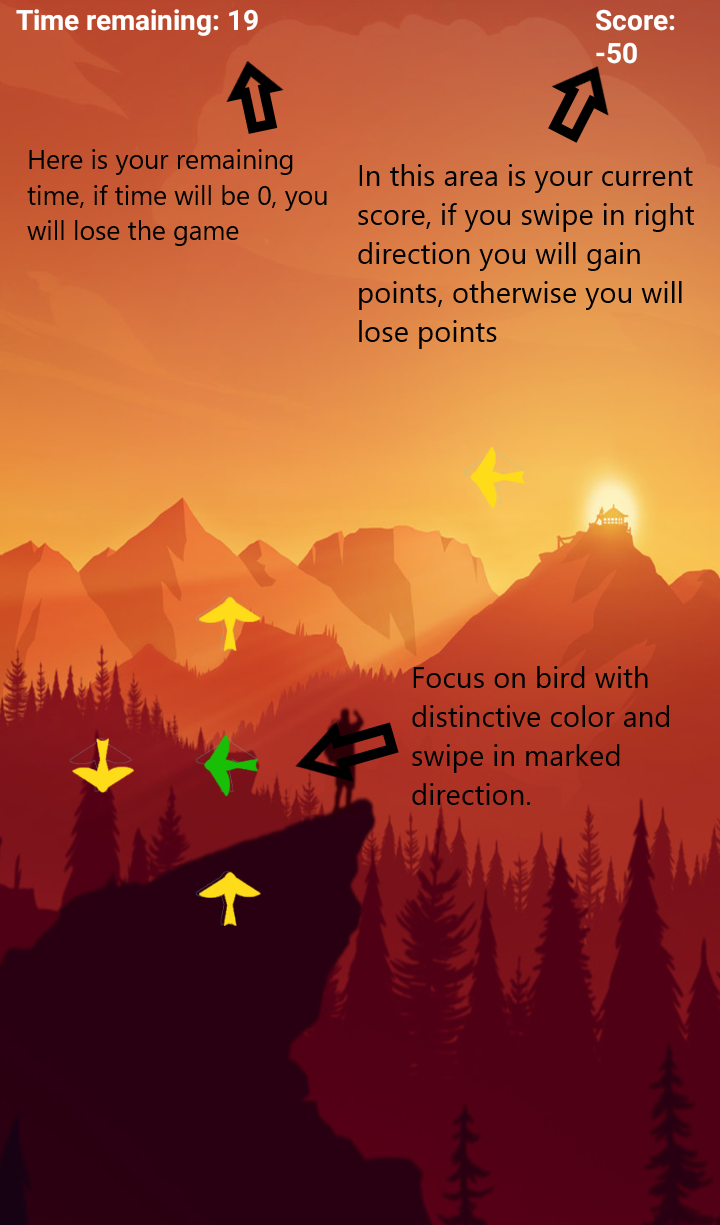 Time remaining: 19
Score:
-50
Here is your remaining
time, if time will be 0, you
will lose the game
In this area is your current
score, if you swipe in right
direction you will gain
points, otherwise you will
lose points
Focus on bird with
distinctive color and
swipe in marked
direction.